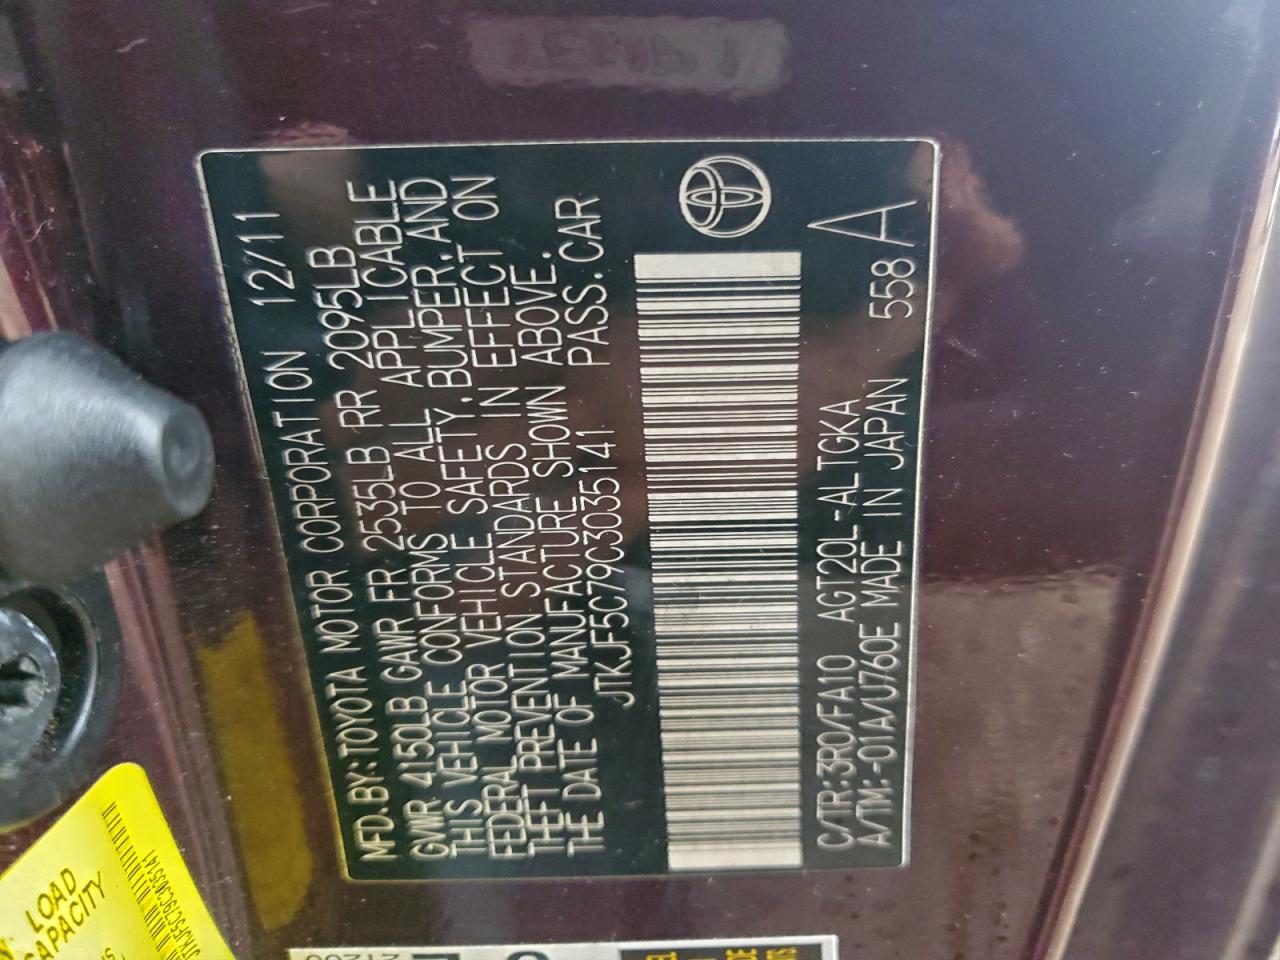 MFD.BY:TOYOTA MOTOR CORPORATION 12/11
GVWR 4150LB GAWR FR 2535LB RR 2095LB
THIS VEHICLE CONFORMS TO ALL APPLICABLE
FEDERAL MOTOR VEHICLE SAFETY,BUMPER,AND
THEFT PREVENTION STANDARDS IN EFFECT ON
THE DATE OF MANUFACTURE SHOWN ABOVE.
JTKJF5C79C3035141 PASS.CAR
C/TR:3R0/FA10 AGT20L-ALTGKA
A/TM:-01A/U760E MADE IN JAPAN 558 A
LOAD
CAPACITY
JTKJF5C79C3035141